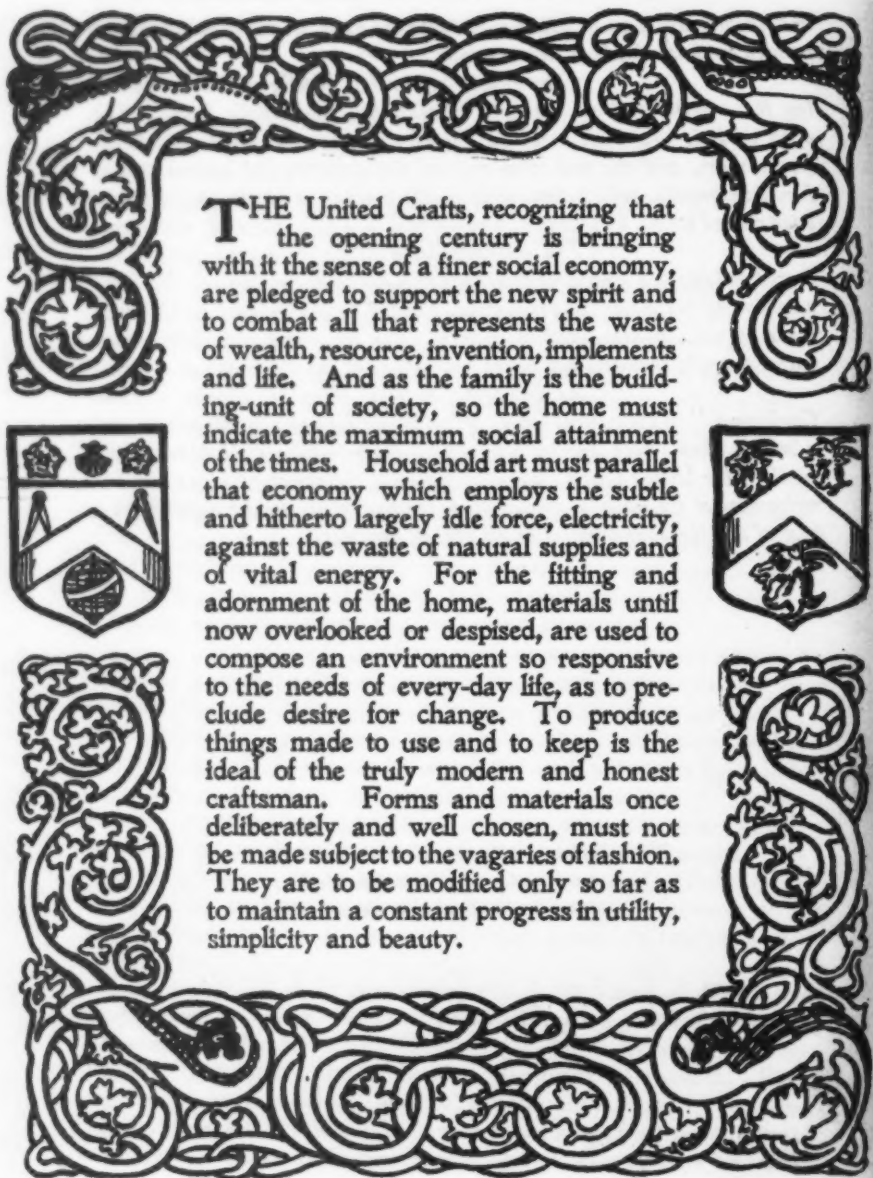 THE United Crafts, recognizing that
the opening century is bringing
with it the sense of a finer social economy,
are pledged to support the new spirit and
to combat all that represents the waste
of wealth, resource, invention, implements
and life. And as the family is the build-
ing-unit of society, so the home must
indicate the maximum social attainment
of the times. Household art must parallel
that economy which employs the subtle
and hitherto largely idle force, electricity,
against the waste of natural supplies and
of vital energy. For the fitting and
adornment of the home, materials until
now overlooked or despised, are used to
compose an environment so responsive
to the needs of every-day life, as to pre-
clude desire for change. To produce
things made to use and to keep is the
ideal of the truly modern and honest
craftsman. Forms and materials once
deliberately and well chosen, must not
be made subject to the vagaries of fashion.
They are to be modified only so far as
to maintain a constant progress in utility,
simplicity and beauty.